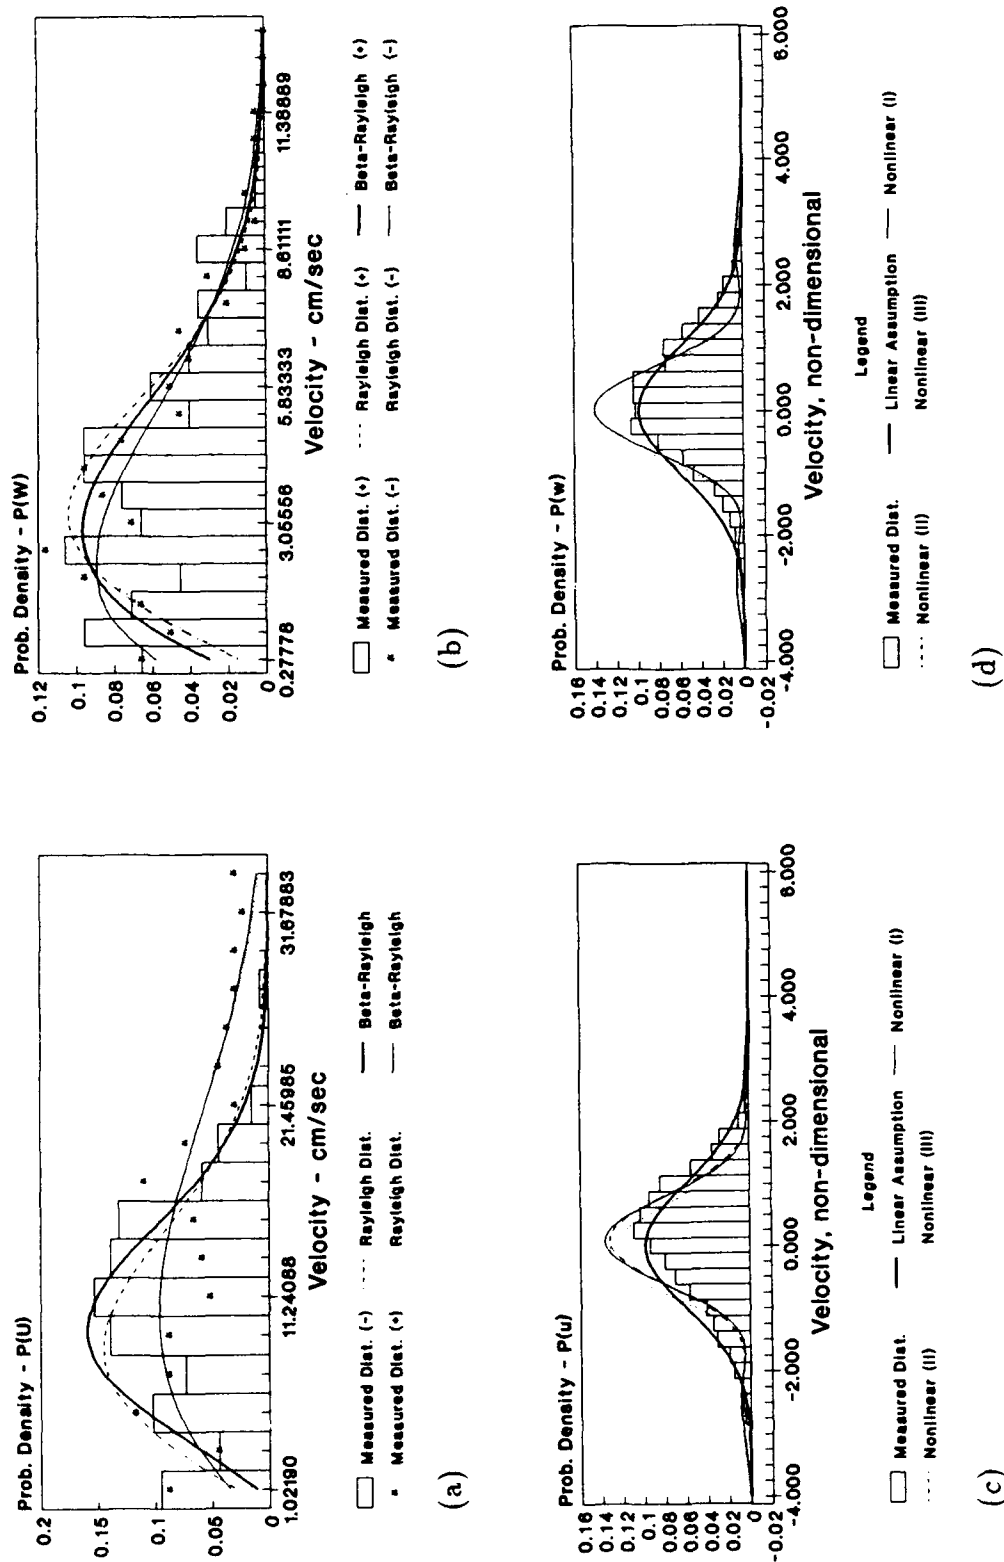 Prob. Density - P(U)
0.2
0.15
0.1
0.05
0
1.02190 11.24088 21.45985 31.67883
Velocity - cm/sec
Measured Dist. (-) Rayleigh Dist. Beta-Rayleigh
* Measured Dist. (+) Rayleigh Dist. Beta-Rayleigh
(a)
Prob. Density - P(W)
0.12
0.1
0.08
0.06
0.04
0.02
0
0.27778 3.05556 5.83333 8.61111 11.38889
Velocity - cm/sec
Measured Dist. (+) Rayleigh Dist. (+) Beta-Rayleigh (+)
* Measured Dist. (-) Rayleigh Dist. (-) Beta-Rayleigh (-)
(b)
Prob. Density - P(u)
0.16
0.14
0.12
0.1
0.08
0.06
0.04
0.02
0
-0.02
-4.000 -2.000 0.000 2.000 4.000 6.000
Velocity, non-dimensional
Legend
Measured Dist. Linear Assumption Nonlinear (I)
Nonlinear (II) Nonlinear (III)
(c)
Prob. Density - P(w)
0.16
0.14
0.12
0.1
0.08
0.06
0.04
0.02
0
-0.02
-4.000 -2.000 0.000 2.000 4.000 6.000
Velocity, non-dimensional
Legend
Measured Dist. Linear Assumption Nonlinear (I)
Nonlinear (II) Nonlinear (III)
(d)